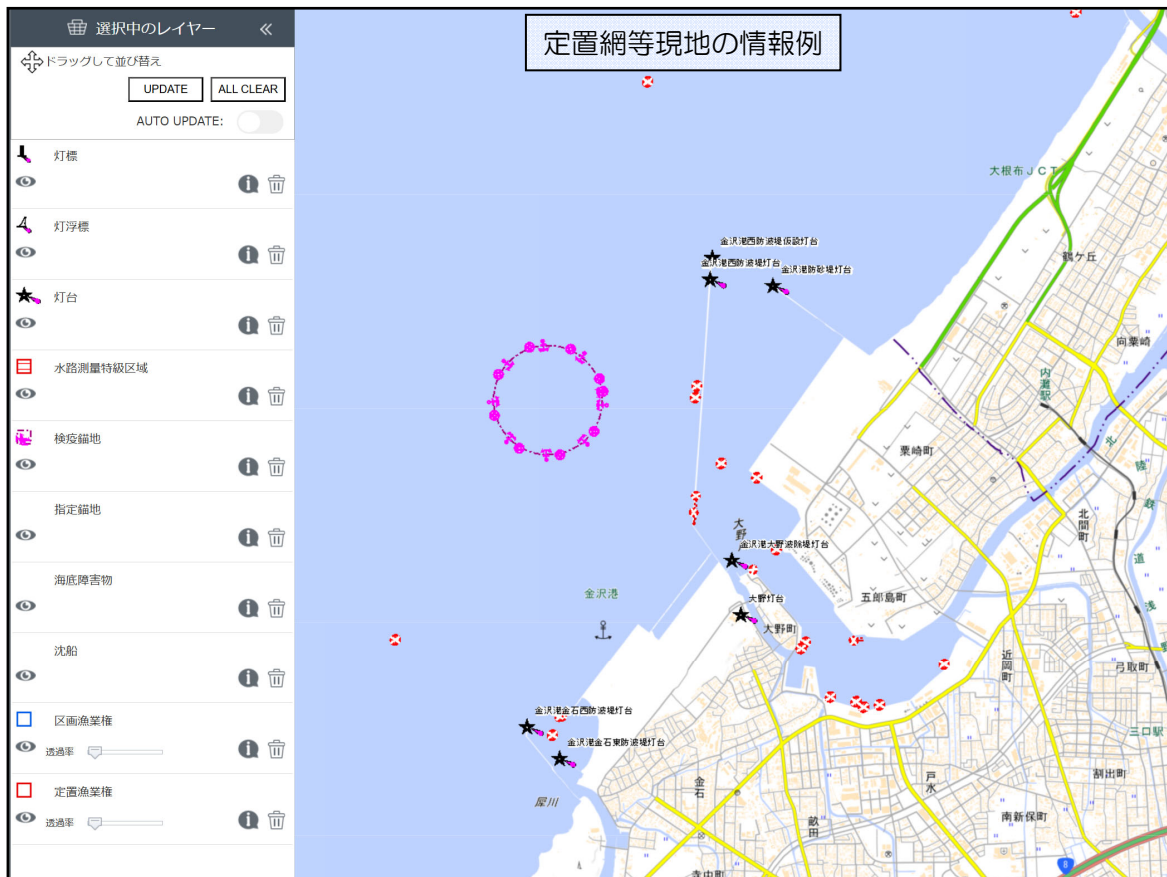 選択中のレイヤー
ドラッグして並び替え
UPDATE
ALL CLEAR
AUTO UPDATE:
灯標
灯浮標
灯台
水路測量特級区域
検疫錨地
指定錨地
海底障害物
沈船
区画漁業権
透過率
定置漁業権
透過率
定置網等現地の情報例
大根布JCT
鶴ケ丘
金沢港西防波堤仮設灯台
金沢港西防波堤灯台
金沢港防砂堤灯台
向粟崎
内灘駅
粟崎町
北陸鉄道浅野
北間町
大野
金沢港大野波除堤灯台
金沢港
大野灯台
大野町
五郎島町
近岡町
弓取町
金沢港金石西防波堤灯台
金沢港金石東防波堤灯台
三口駅
金石
戸水
割出町
犀川
畝田
南新保町
寺中町
8